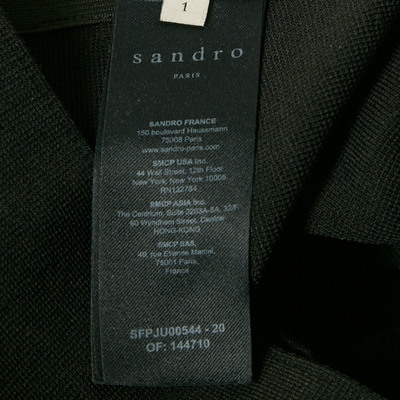 1
sandro
PARIS
SANDRO FRANCE
150 boulevard Haussmann
75008 Paris
www.sandro-paris.com
SMCP USA Inc.
44 Wall Street, 12th Floor
New York, New York 10005
RN132784
SMCP ASIA Inc.
The Centrium, Suite 3203A-5A, 32/F
60 Wyndham Street, Central
HONG-KONG
SMCP SAS,
49, rue Etienne Marcel,
75001 Paris,
France
SFPJU00544 - 20
OF: 144710